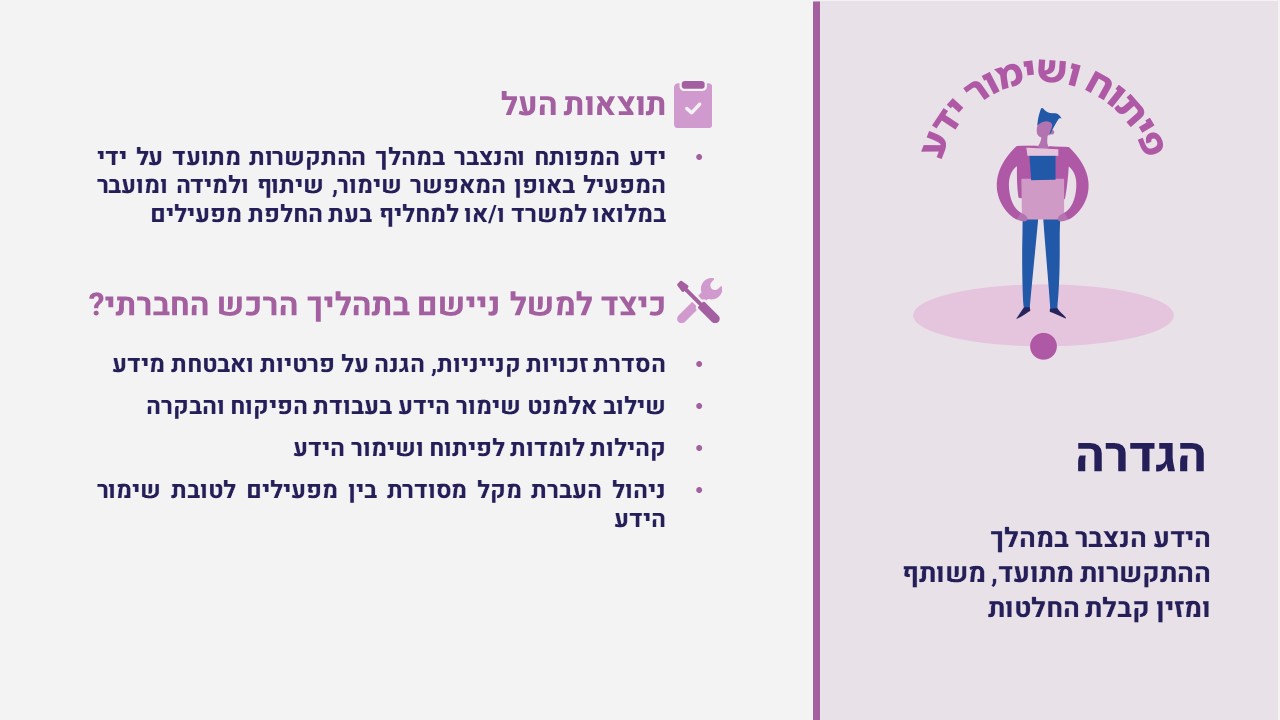 פיתוח ושימור ידע
הגדרה
הידע הנצבר במהלך
ההתקשרות מתועד, משותף
ומזין קבלת החלטות
תוצאות העל
• ידע המפותח והנצבר במהלך ההתקשרות מתועד על ידי
המפעיל באופן המאפשר שימור, שיתוף ולמידה ומועבר
במלואו למשרד ו/או למחליף בעת החלפת מפעילים
כיצד למשל ניישם בתהליך הרכש החברתי?
• הסדרת זכויות קנייניות, הגנה על פרטיות ואבטחת מידע
• שילוב אלמנט שימור הידע בעבודת הפיקוח והבקרה
• קהילות לומדות לפיתוח ושימור הידע
• ניהול העברת מקל מסודרת בין מפעילים לטובת שימור
הידע